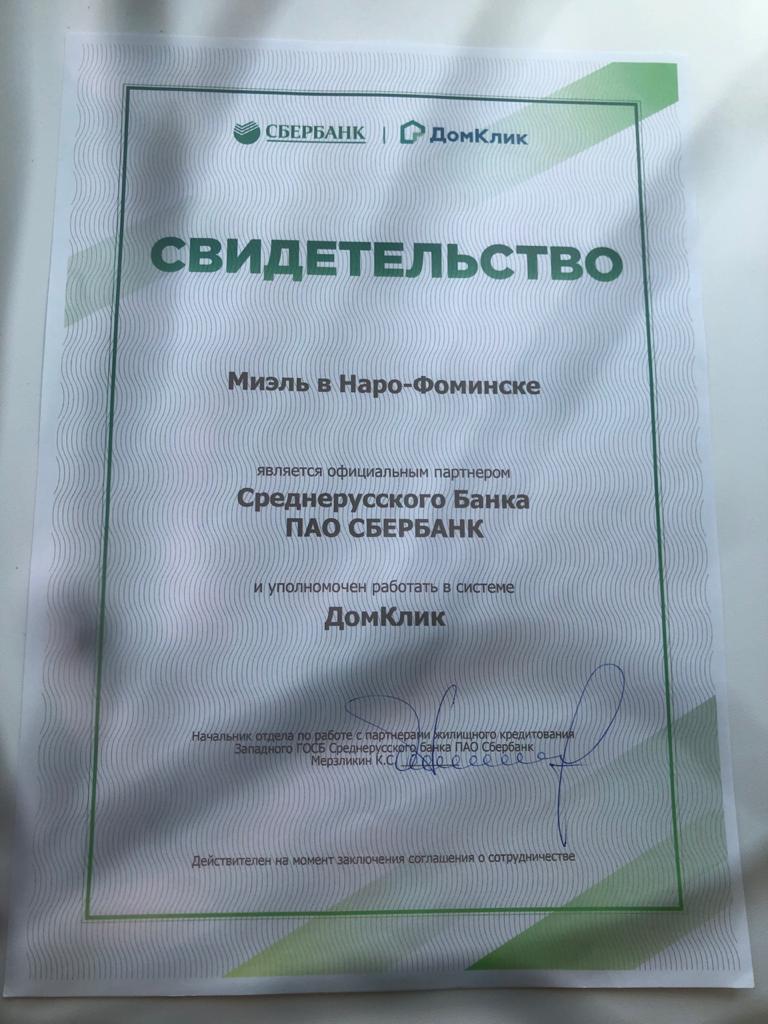 СБЕРБАНК | ДомКлик
СВИДЕТЕЛЬСТВО
Миэль в Наро-Фоминске
является официальным партнером
Среднерусского Банка
ПАО СБЕРБАНК
и уполномочен работать в системе
ДомКлик
Начальник отдела по работе с партнерами жилищного кредитования
Западного ГОСБ Среднерусского банка ПАО Сбербанк
Мерзликин К.С.
Действителен на момент заключения соглашения о сотрудничестве